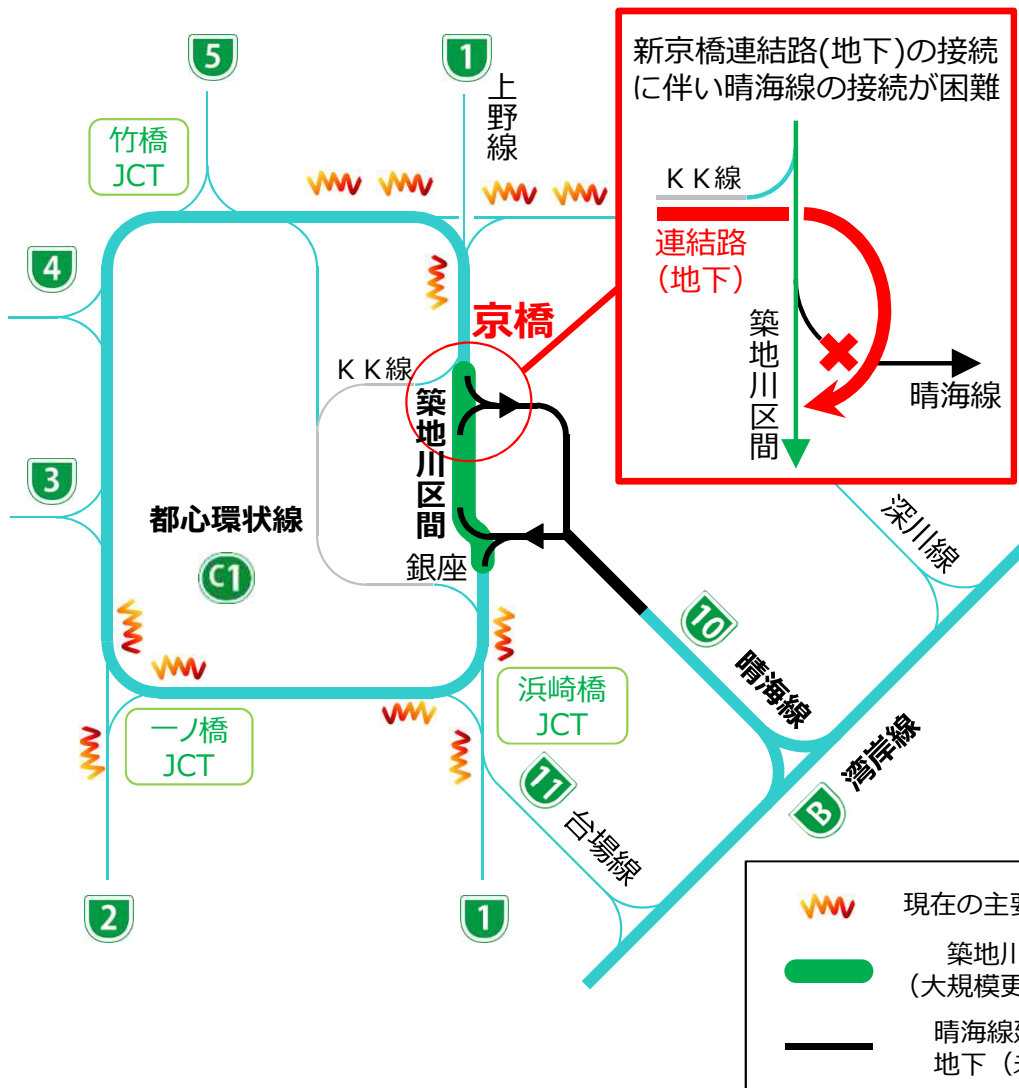 新京橋連結路(地下)の接続
に伴い晴海線の接続が困難
ＫＫ線
連結路
（地下）
築地川区間
晴海線
5
1
上野線
竹橋
JCT
4
京橋
ＫＫ線
築地川区間
3
都心環状線
C1
銀座
深川線
10
晴海線
浜崎橋
JCT
一ノ橋
JCT
湾岸線
B
11
台場線
2
1
現在の主要
築地川
（大規模更
晴海線
地下（